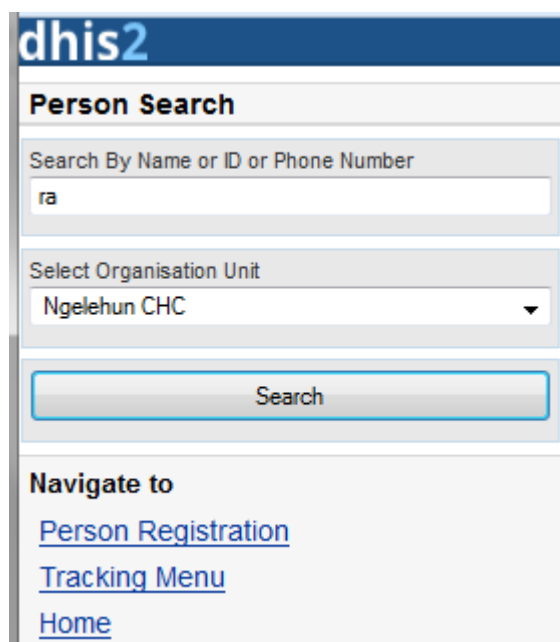 dhis2
Person Search
Search By Name or ID or Phone Number
ra
Select Organisation Unit
Ngelehun CHC
Search
Navigate to
Person Registration
Tracking Menu
Home